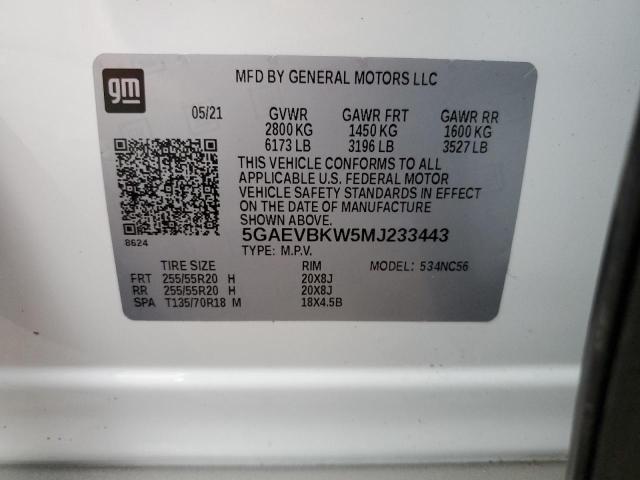 gm
MFD BY GENERAL MOTORS LLC
05/21 GVWR GAWR FRT GAWR RR
2800 KG 1450 KG 1600 KG
6173 LB 3196 LB 3527 LB
THIS VEHICLE CONFORMS TO ALL
APPLICABLE U.S. FEDERAL MOTOR
VEHICLE SAFETY STANDARDS IN EFFECT
ON THE DATE OF MANUFACTURE
SHOWN ABOVE.
8624 5GAEVBKW5MJ233443
TYPE: M.P.V.
TIRE SIZE RIM MODEL: 534NC56
FRT 255/55R20 H 20X8J
RR 255/55R20 H 20X8J
SPA T135/70R18 M 18X4.5B